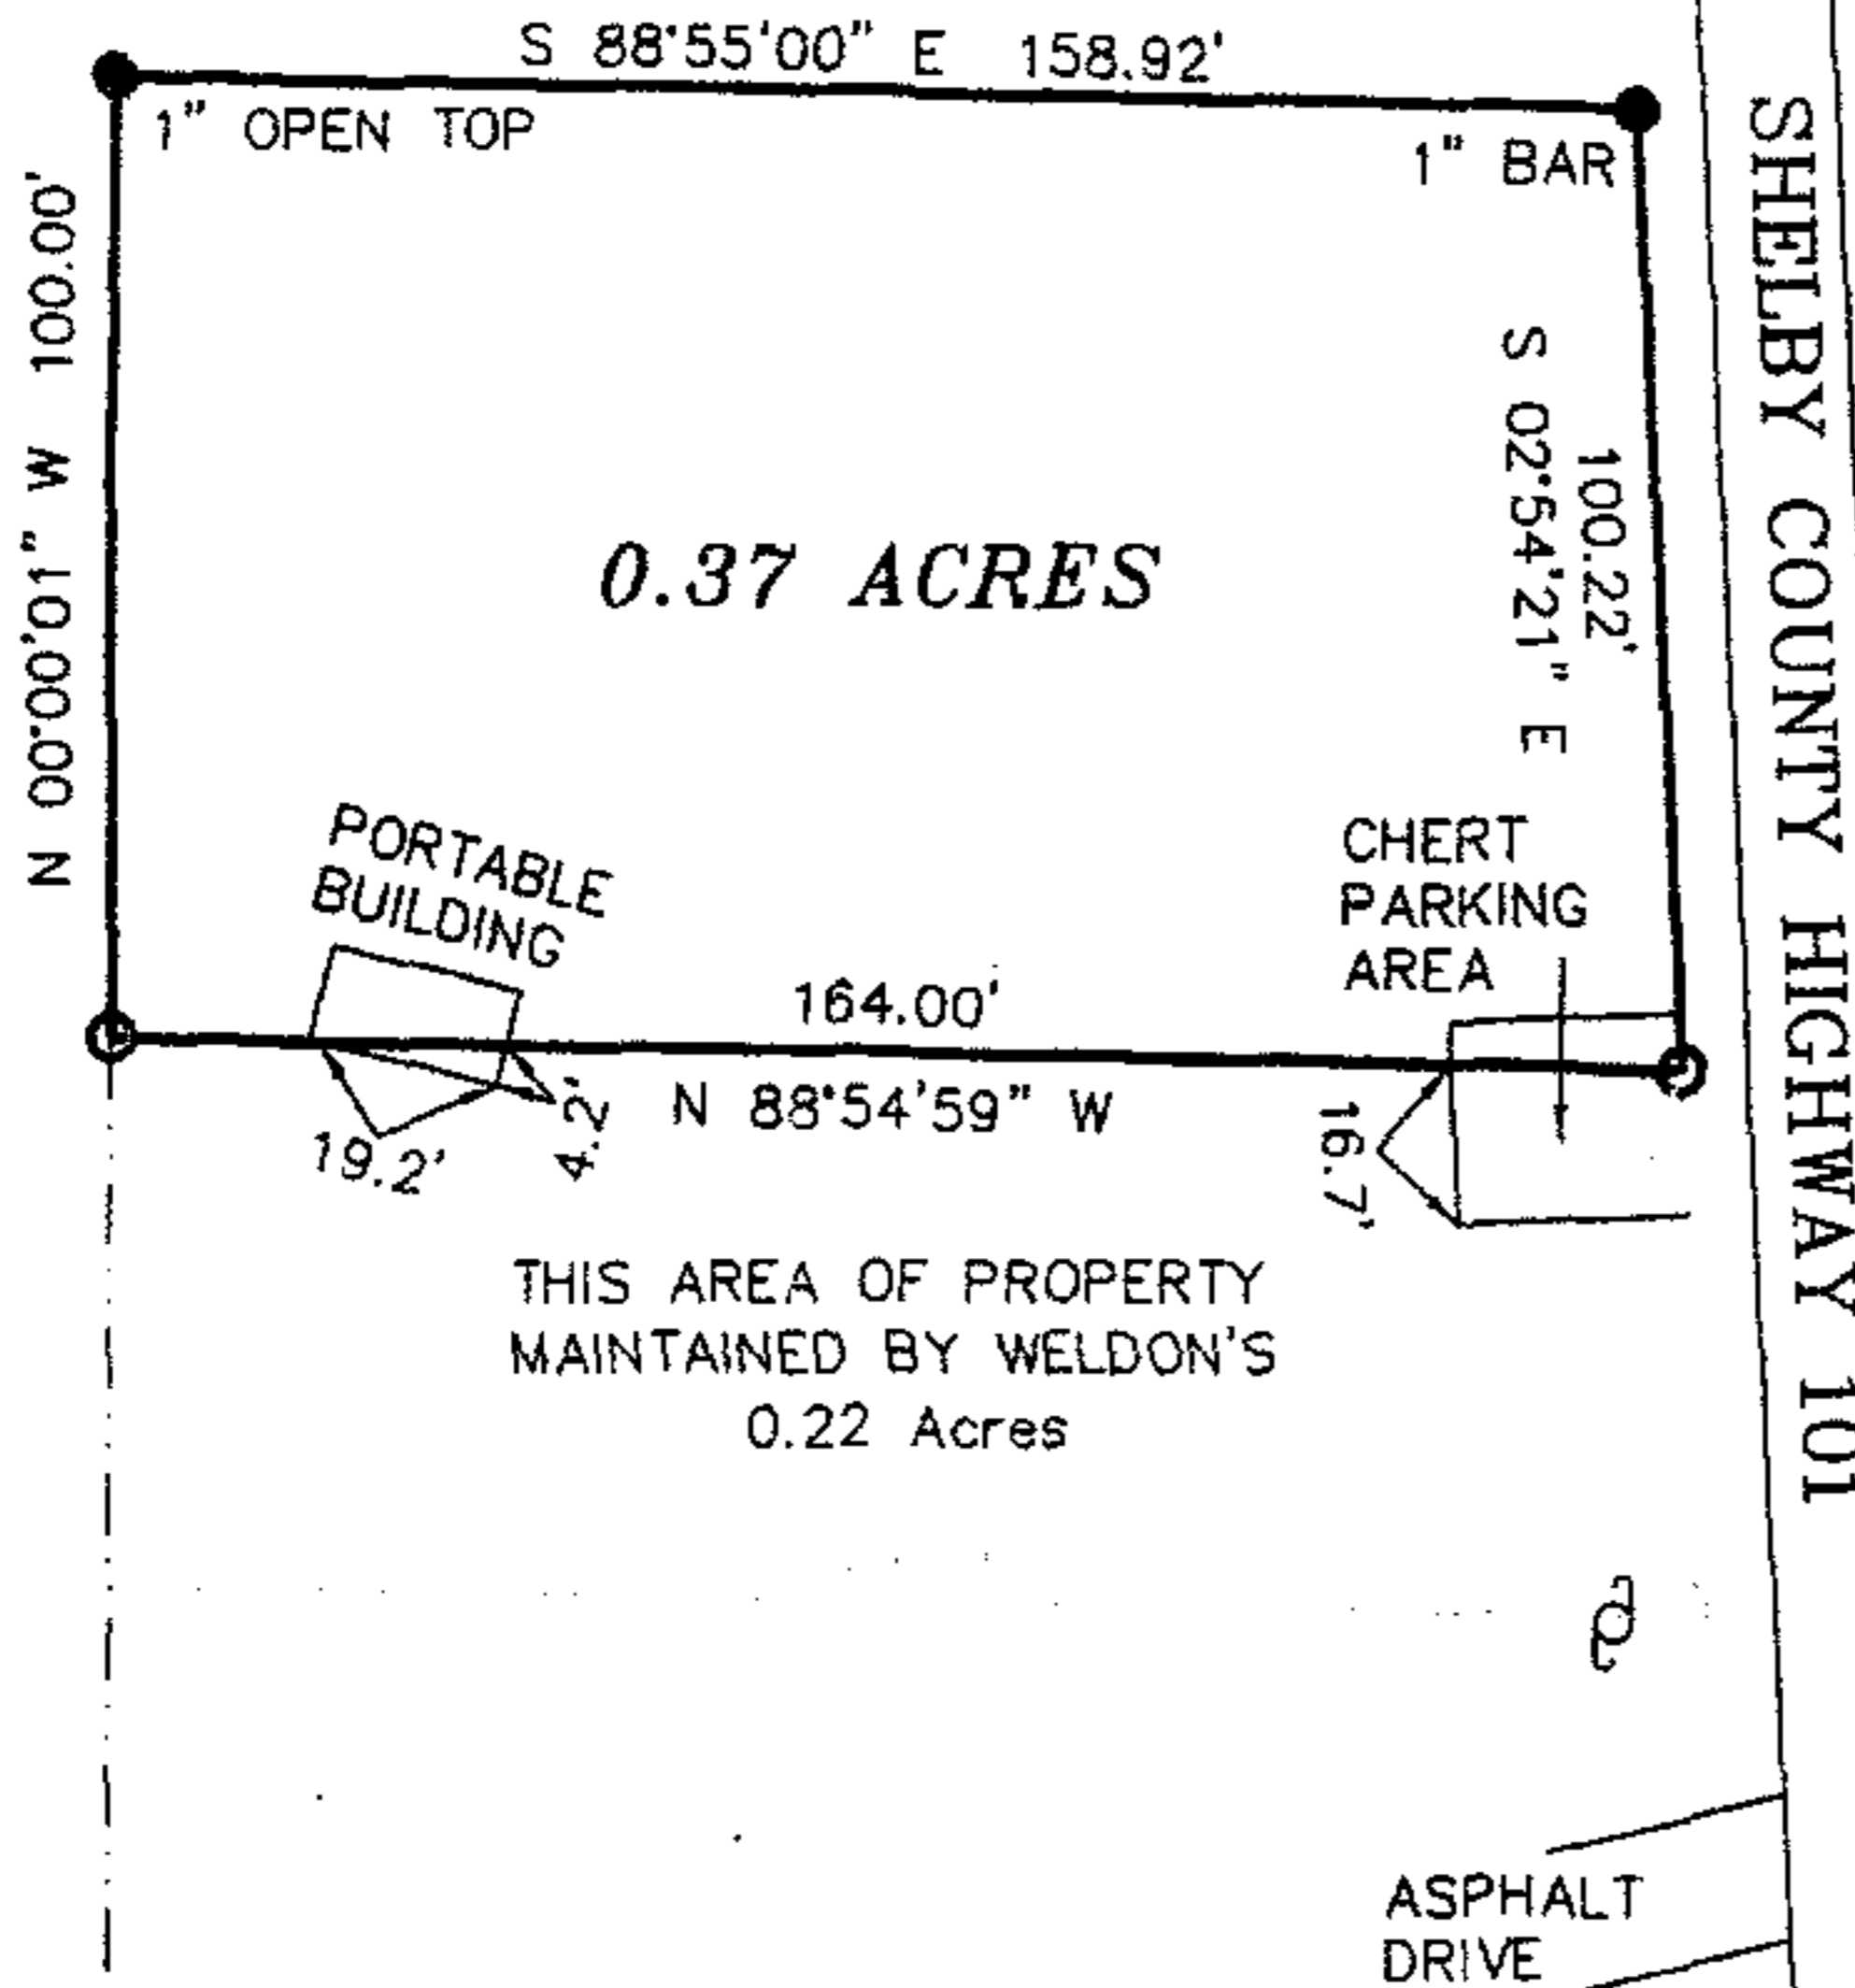 S 88°55'00" E 158.92'
1" OPEN TOP
1" BAR
N 00°00'01" W 100.00'
S 02°54'21" E
100.22'
SHELBY COUNTY HIGHWAY 101
0.37 ACRES
PORTABLE
BUILDING
CHERT
PARKING
AREA
164.00'
N 88°54'59" W
19.2'
4.2'
16.7'
THIS AREA OF PROPERTY
MAINTAINED BY WELDON'S
0.22 Acres
ASPHALT
DRIVE